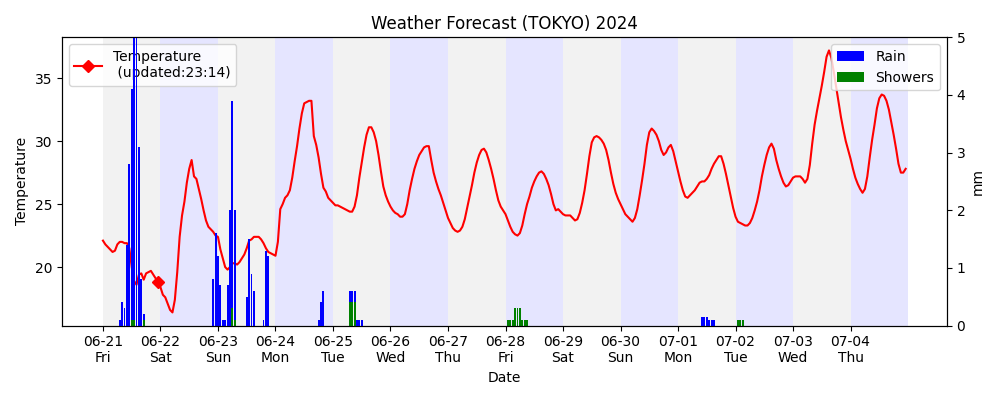 Weather Forecast (TOKYO) 2024
Temperature
(updated:23:14)
Rain
Showers
Temperature
35
30
25
20
5
4
3
2
1
0
mm
06-21 06-22 06-23 06-24 06-25 06-26 06-27 06-28 06-29 06-30 07-01 07-02 07-03 07-04
Fri Sat Sun Mon Tue Wed Thu Fri Sat Sun Mon Tue Wed Thu
Date